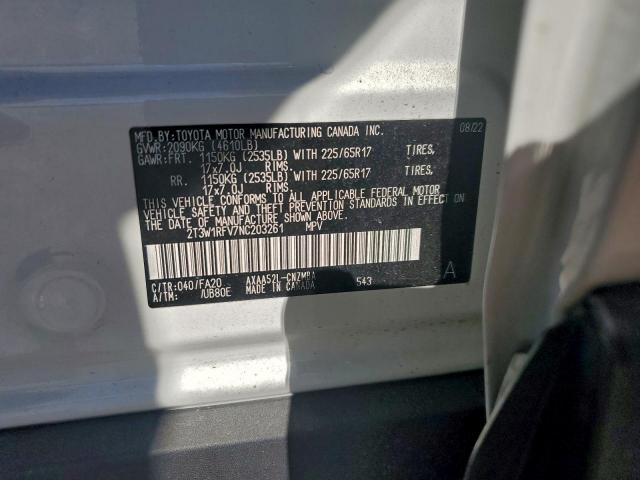 MFD.BY:TOYOTA MOTOR MANUFACTURING CANADA INC. 08/22
GVWR:2090KG (4610LB)
GAWR:FRT. 1150KG (2535LB) WITH 225/65R17 TIRES,
17x7.0J RIMS,
RR. 1150KG (2535LB) WITH 225/65R17 TIRES,
17x7.0J RIMS,
THIS VEHICLE CONFORMS TO ALL APPLICABLE FEDERAL MOTOR
VEHICLE SAFETY AND THEFT PREVENTION STANDARDS IN EFFECT ON
THE DATE OF MANUFACTURE SHOWN ABOVE.
2T3W1RFV7NC203261 MPV
C/TR:040/FA20 AXAA52L-CNZMBA 543 A
A/TM: /UB80E MADE IN CANADA